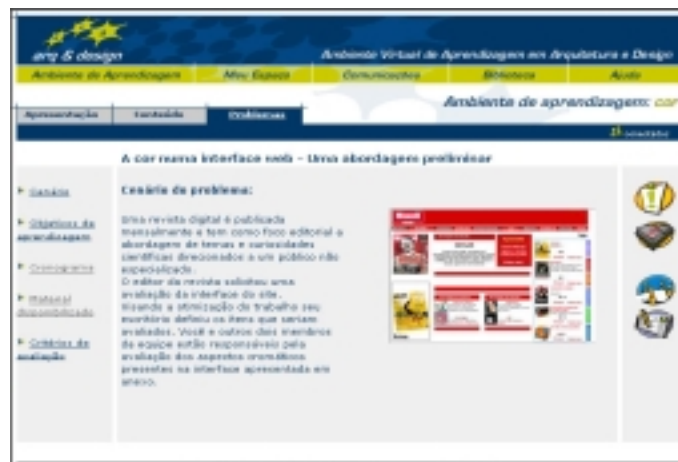 arq & design
Ambiente Virtual de Aprendizagem em Arquitetura e Design
Ambiente de Aprendizagem Meu Espaço Comunicações Biblioteca Ajuda
Ambiente de aprendizagem: cor
Apresentação Conteúdo Problemas
A cor numa interface web - Uma abordagem preliminar
Cenário
Objetivos da
aprendizagem
Cronograma
Material
disponibilizado
Critérios de
avaliação
Cenário do problema:
Uma revista digital é publicada
mensalmente e tem como foco editorial a
abordagem de temas e curiosidades
científicas direcionados a um público não
especializado.
O editor da revista solicitou uma
avaliação da interface do site.
Visando a otimização do trabalho seu
escritório definiu os itens que seriam
avaliados. Você e outros dois membros
da equipe estão responsáveis pela
avaliação dos aspectos cromáticos
presentes na interface apresentada em
anexo.